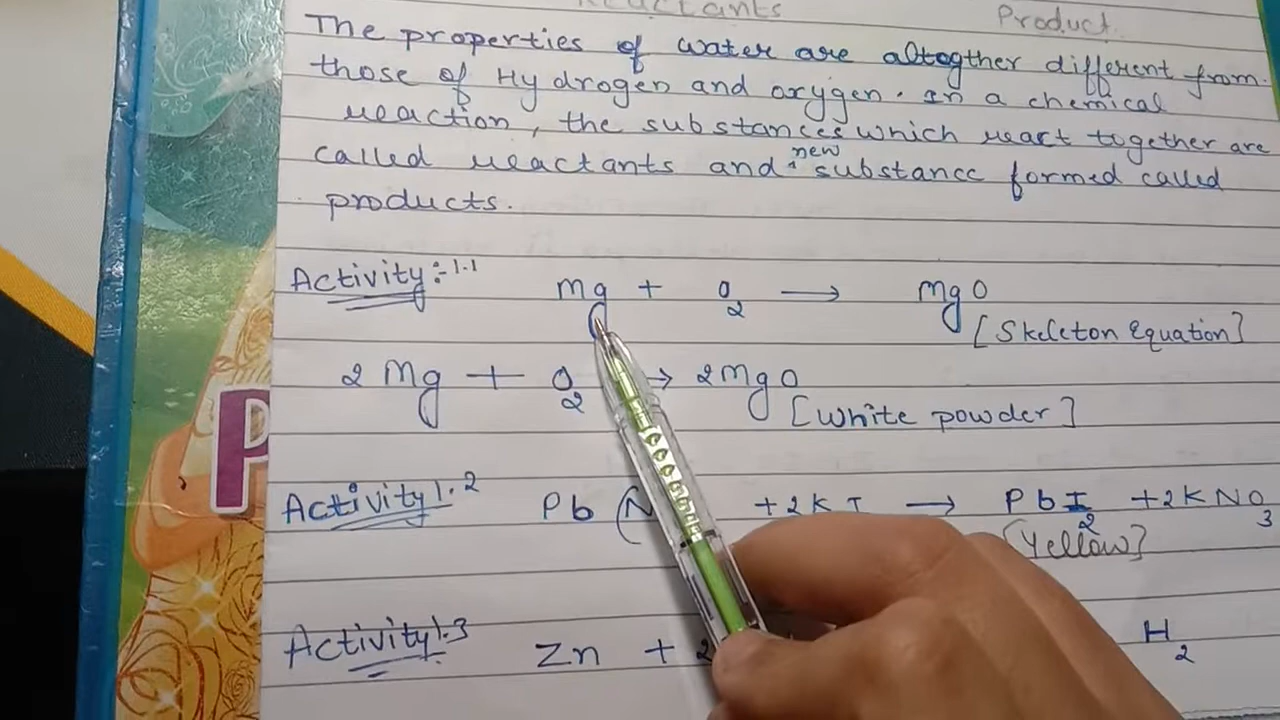 Reactants Product
The properties of water are altogther different from
those of Hydrogen and oxygen. In a chemical
reaction, the substances which react together are
called reactants and new substance formed called
products.
Activity:-1.1 Mg + O2 → MgO
[Skeleton Equation]
2Mg + O2 → 2MgO
[White powder]
Activity 1.2 Pb(N +2KI → PbI2 +2KNO3
[Yellow]
Activity 1.3 Zn + 2 H2
P